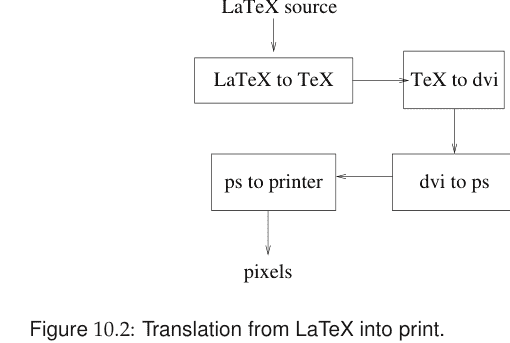 LaTeX source
LaTeX to TeX
TeX to dvi
ps to printer
dvi to ps
pixels
Figure 10.2: Translation from LaTeX into print.